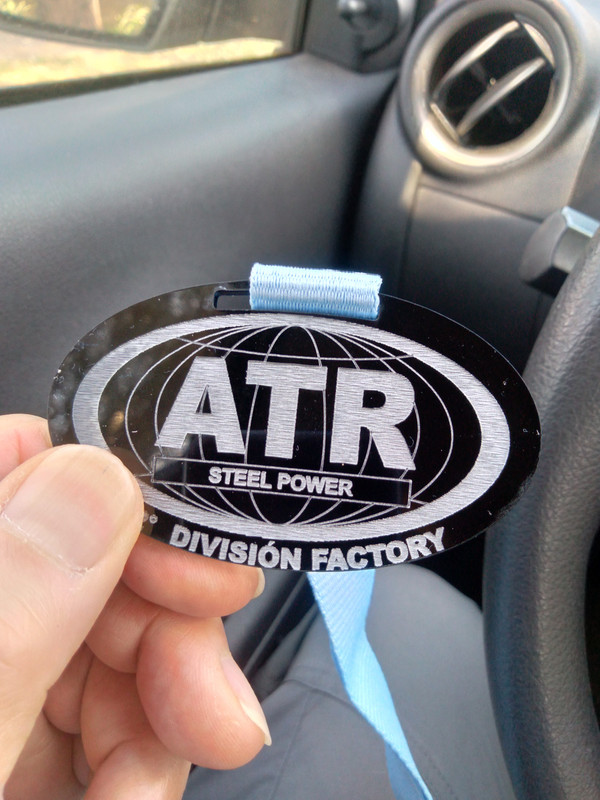 ATR
STEEL POWER
DIVISIÓN FACTORY